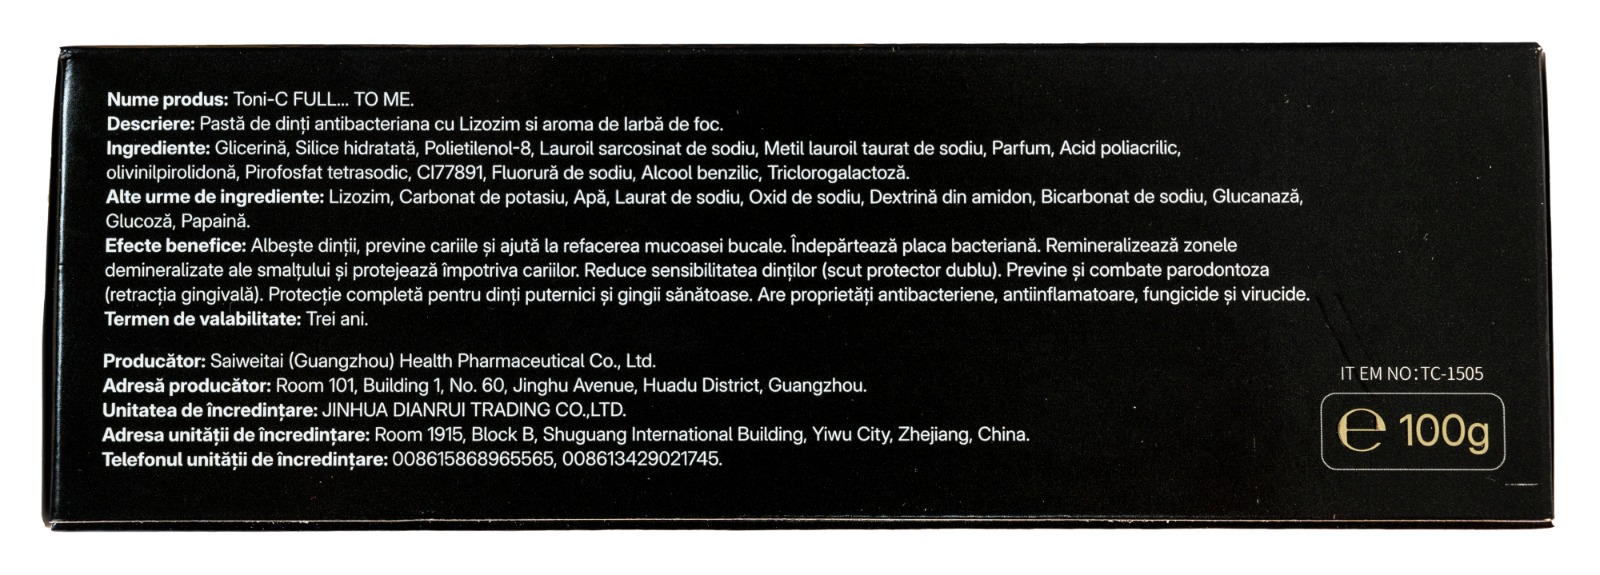 Nume produs: Toni-C FULL... TO ME.
Descriere: Pastă de dinți antibacteriana cu Lizozim si aroma de Iarbă de foc.
Ingrediente: Glicerină, Silice hidratată, Polietilenol-8, Lauroil sarcosinat de sodiu, Metil lauroil taurat de sodiu, Parfum, Acid poliacrilic,
olivinilpirolidonă, Pirofosfat tetrasodic, CI77891, Fluorură de sodiu, Alcool benzilic, Triclorogalactoză.
Alte urme de ingrediente: Lizozim, Carbonat de potasiu, Apă, Laurat de sodiu, Oxid de sodiu, Dextrină din amidon, Bicarbonat de sodiu, Glucanază,
Glucoză, Papaină.
Efecte benefice: Albește dinții, previne cariile și ajută la refacerea mucoasei bucale. Îndepărtează placa bacteriană. Remineralizează zonele
demineralizate ale smalțului și protejează împotriva cariilor. Reduce sensibilitatea dinților (scut protector dublu). Previne și combate parodontoza
(retracția gingivală). Protecție completă pentru dinți puternici și gingii sănătoase. Are proprietăți antibacteriene, antiinflamatoare, fungicide și virucide.
Termen de valabilitate: Trei ani.
Producător: Saiweitai (Guangzhou) Health Pharmaceutical Co., Ltd.
Adresă producător: Room 101, Building 1, No. 60, Jinghu Avenue, Huadu District, Guangzhou.
Unitatea de încredințare: JINHUA DIANRUI TRADING CO.,LTD.
Adresa unității de încredințare: Room 1915, Block B, Shuguang International Building, Yiwu City, Zhejiang, China.
Telefonul unității de încredințare: 008615868965565, 008613429021745.
IT EM NO:TC-1505
℮ 100g